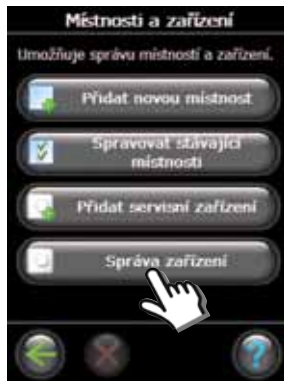 Místnosti a zařízení
Umožňuje správu místností a zařízení.
Přidat novou místnost
Spravovat stávající
místnosti
Přidat servisní zařízení
Správa zařízení
?